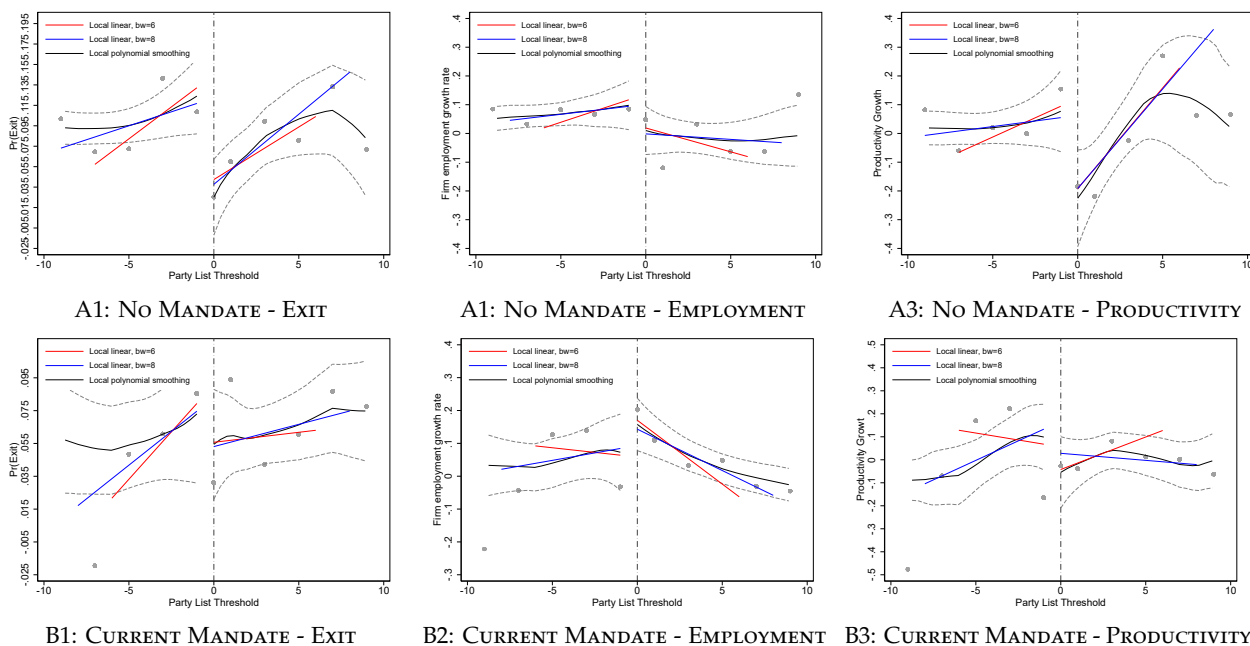 Pr(Exit)
-.025.005.015.035.055.075.095.115.135.155.175.195
Local linear, bw=6
Local linear, bw=8
Local polynomial smoothing
-10 -5 0 5 10
Party List Threshold
A1: NO MANDATE - EXIT
Firm employment growth rate
-.4 -.3 -.2 -.1 0 .1 .2 .3 .4
Local linear, bw=6
Local linear, bw=8
Local polynomial smoothing
-10 -5 0 5 10
Party List Threshold
A1: NO MANDATE - EMPLOYMENT
Productivity Growth
-.4 -.3 -.2 -.1 0 .1 .2 .3 .4
Local linear, bw=6
Local linear, bw=8
Local polynomial smoothing
-10 -5 0 5 10
Party List Threshold
A3: NO MANDATE - PRODUCTIVITY
Pr(Exit)
-.025 -.005 .015 .035 .055 .075 .095
Local linear, bw=6
Local linear, bw=8
Local polynomial smoothing
-10 -5 0 5 10
Party List Threshold
B1: CURRENT MANDATE - EXIT
Firm employment growth rate
-.3 -.2 -.1 0 .1 .2 .3 .4
Local linear, bw=6
Local linear, bw=8
Local polynomial smoothing
-10 -5 0 5 10
Party List Threshold
B2: CURRENT MANDATE - EMPLOYMENT
Productivity Growt
-.5 -.4 -.3 -.2 -.1 0 .1 .2 .3 .4 .5
Local linear, bw=6
Local linear, bw=8
Local polynomial smoothing
-10 -5 0 5 10
Party List Threshold
B3: CURRENT MANDATE - PRODUCTIVITY